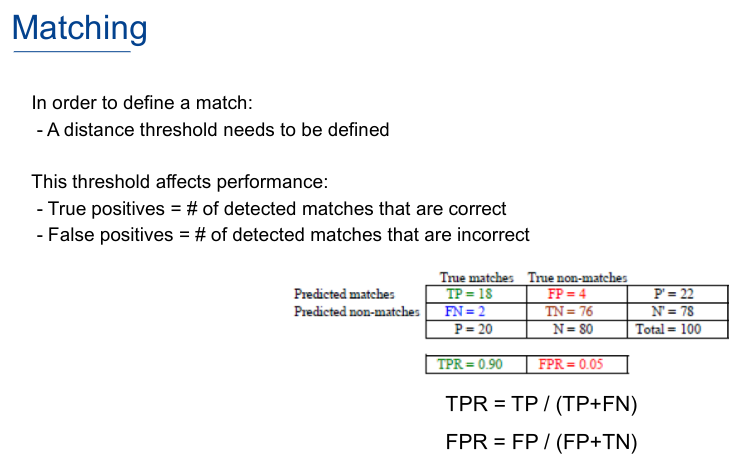 Matching
In order to define a match:
- A distance threshold needs to be defined
This threshold affects performance:
- True positives = # of detected matches that are correct
- False positives = # of detected matches that are incorrect
True matches True non-matches
Predicted matches TP = 18 FP = 4 P' = 22
Predicted non-matches FN = 2 TN = 76 N' = 78
P = 20 N = 80 Total = 100
TPR = 0.90 FPR = 0.05
TPR = TP / (TP+FN)
FPR = FP / (FP+TN)